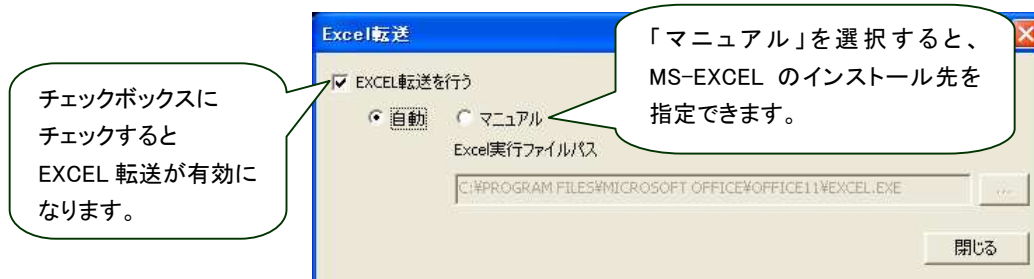 Excel転送
「マニュアル」を選択すると、
MS-EXCEL のインストール先を
指定できます。
チェックボックスに
チェックすると
EXCEL 転送が有効に
なります。
EXCEL転送を行う
自動 マニュアル
Excel実行ファイルパス
C:¥PROGRAM FILES¥MICROSOFT OFFICE¥OFFICE11¥EXCEL.EXE ...
閉じる